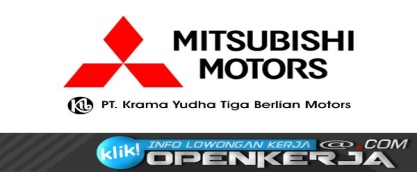 MITSUBISHI
MOTORS
PT. Krama Yudha Tiga Berlian Motors
klik! INFO LOWONGAN KERJA @ .COM
OPENKERJA